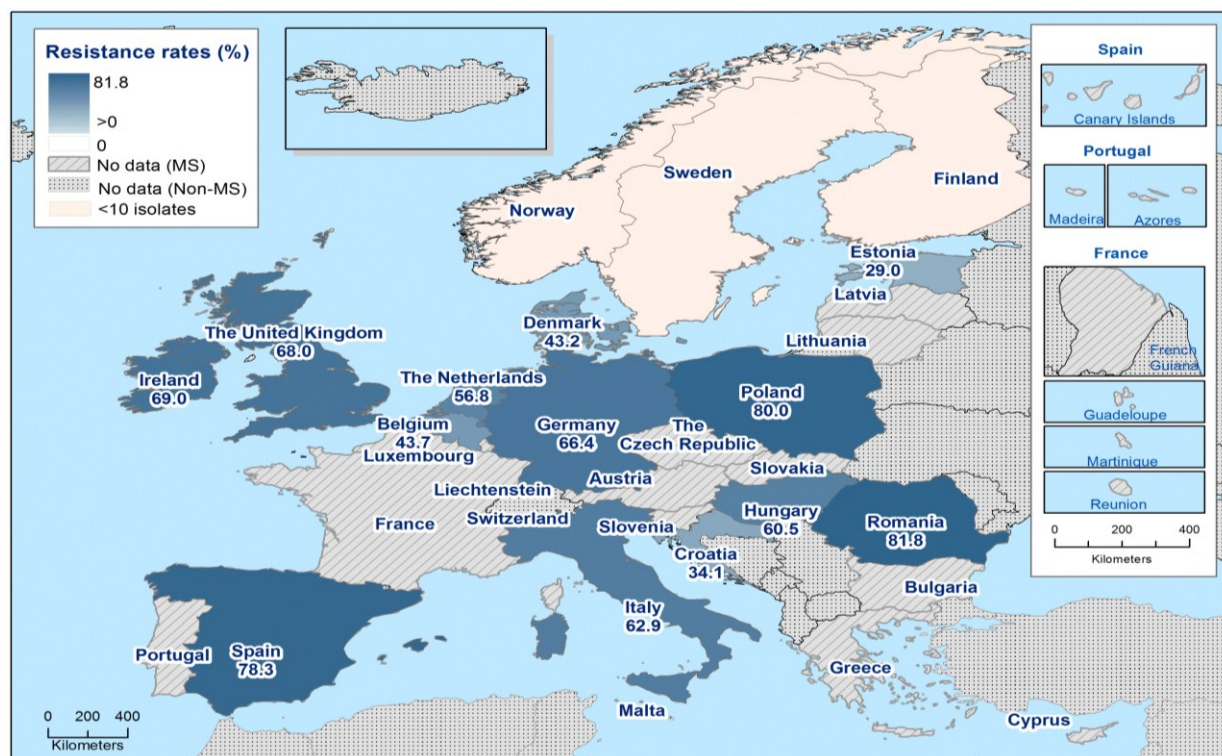 Resistance rates (%)
81.8
>0
0
No data (MS)
No data (Non-MS)
<10 isolates
Spain
Canary Islands
Portugal
Madeira
Azores
France
French
Guiana
Guadeloupe
Martinique
Reunion
0 200 400
Kilometers
Sweden
Finland
Norway
Estonia
29.0
Latvia
Denmark
43.2
Lithuania
The United Kingdom
68.0
Ireland
69.0
The Netherlands
56.8
Poland
80.0
Belgium
43.7
Germany
66.4
The
Czech Republic
Luxembourg
Slovakia
Austria
Liechtenstein
Hungary
60.5
France
Switzerland
Slovenia
Romania
81.8
Croatia
34.1
Bulgaria
Italy
62.9
Portugal
Spain
78.3
Greece
Malta
Cyprus
0 200 400
Kilometers